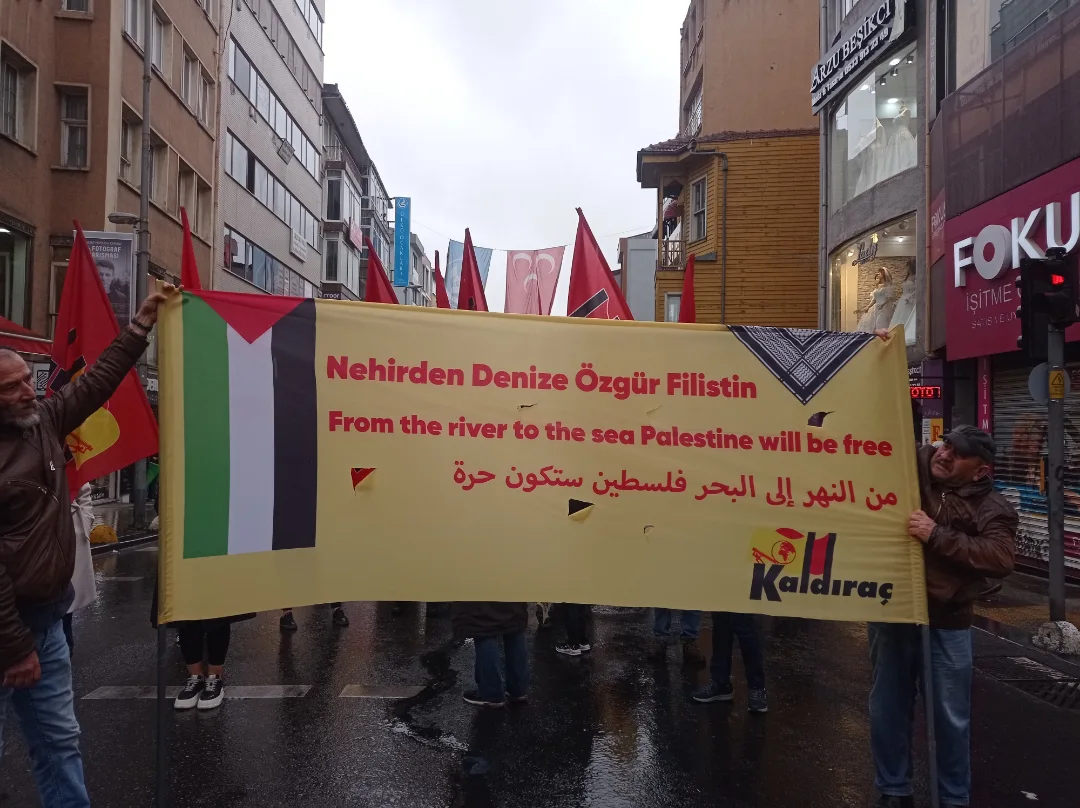 Nehirden Denize Özgür Filistin
From the river to the sea Palestine will be free
من النهر إلى البحر فلسطين ستكون حرة
Kaldıraç
ARZU BEŞİKCİ
FOKU
İŞİTME